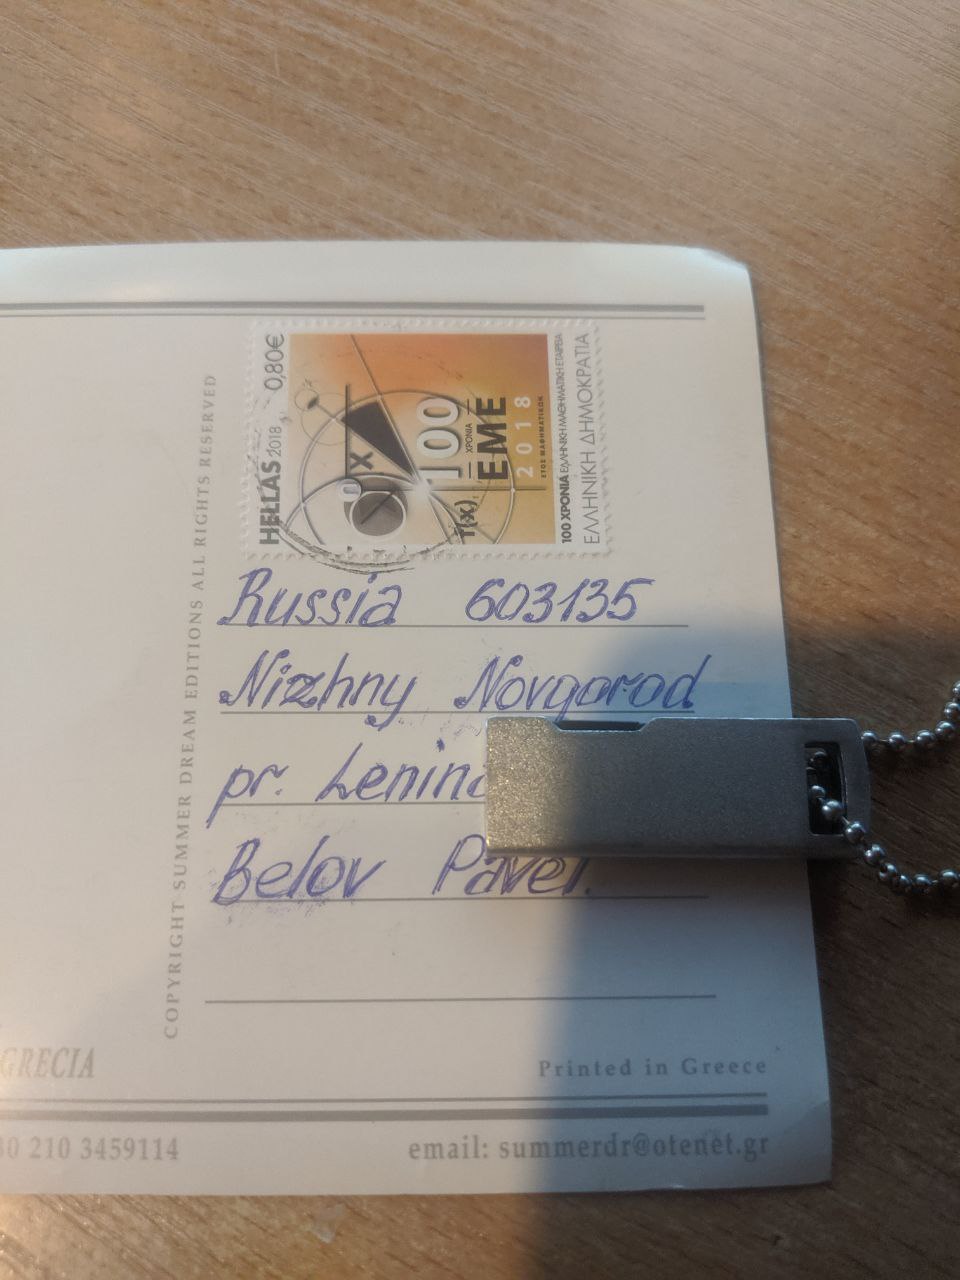 HELLAS 2018 0,80€
100
ΧΡΟΝΙΑ
EME
2018
ΕΤΟΣ ΜΑΘΗΜΑΤΙΚΩΝ
f(x)
100 ΧΡΟΝΙΑ ΕΛΛΗΝΙΚΗ ΜΑΘΗΜΑΤΙΚΗ ΕΤΑΙΡΕΙΑ
ΕΛΛΗΝΙΚΗ ΔΗΜΟΚΡΑΤΙΑ
COPYRIGHT SUMMER DREAM EDITIONS ALL RIGHTS RESERVED
Russia 603135
Nizhny Novgorod
pr. Lenina
Belov Pavel.
GRECIA
Printed in Greece
30 210 3459114
email: summerdr@otenet.gr